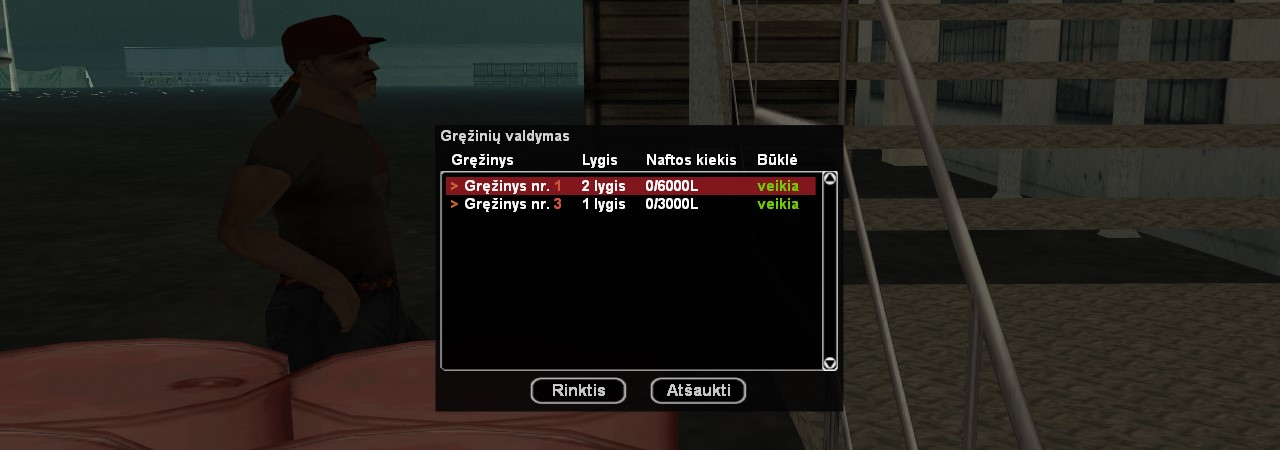 Gręžinių valdymas
Gręžinys Lygis Naftos kiekis Būklė
> Gręžinys nr. 1 2 lygis 0/6000L veikia
> Gręžinys nr. 3 1 lygis 0/3000L veikia
Rinktis Atšaukti